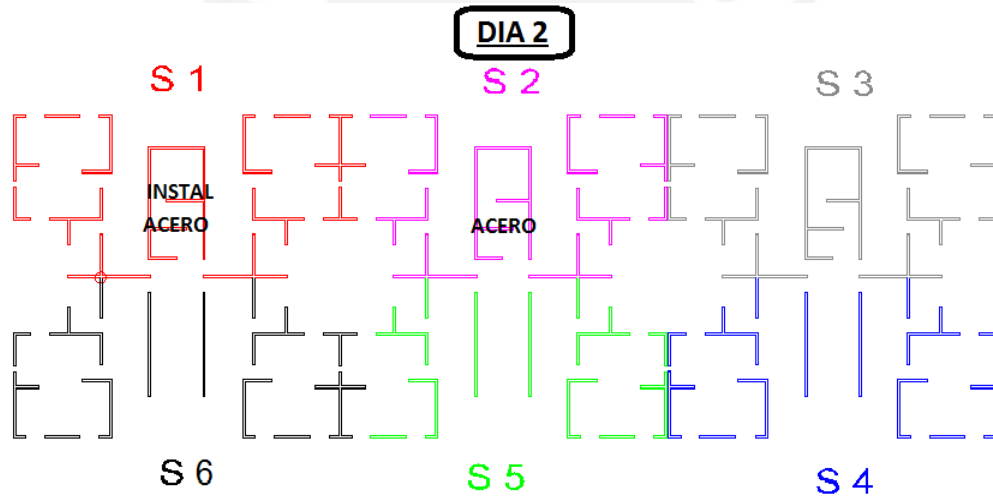 DIA 2
S 1
S 2
S 3
INSTAL
ACERO
ACERO
S 6
S 5
S 4